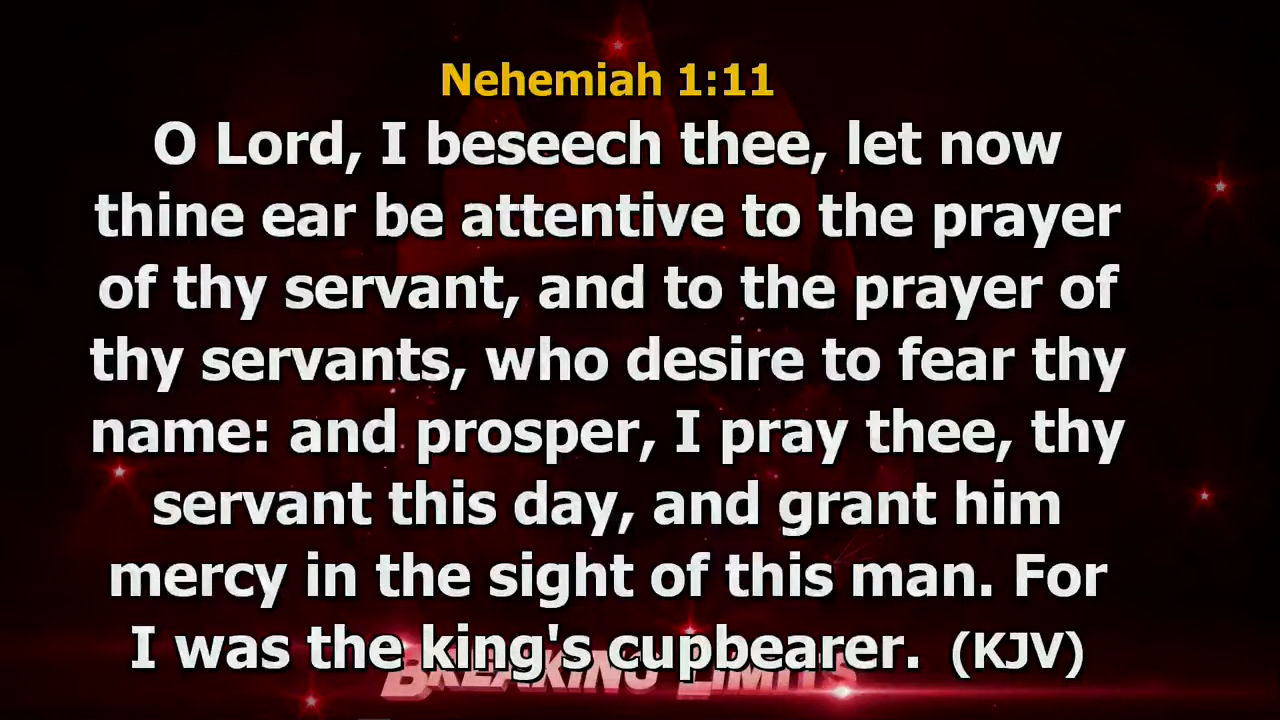 Nehemiah 1:11
O Lord, I beseech thee, let now
thine ear be attentive to the prayer
of thy servant, and to the prayer of
thy servants, who desire to fear thy
name: and prosper, I pray thee, thy
servant this day, and grant him
mercy in the sight of this man. For
I was the king's cupbearer.  (KJV)
BREAKING LIMITS